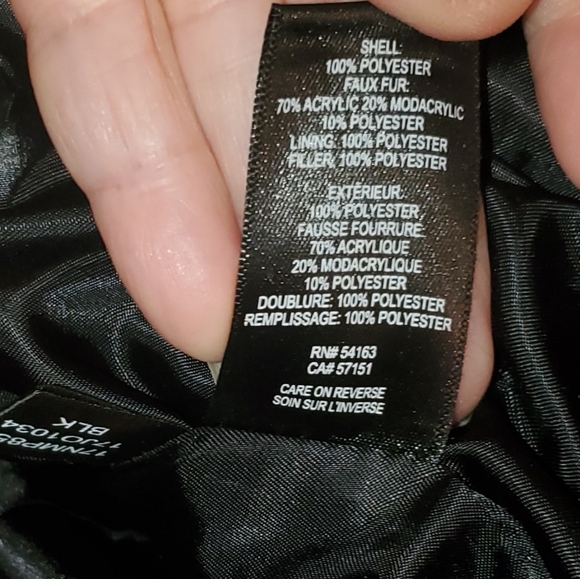 SHELL:
100% POLYESTER
FAUX FUR:
70% ACRYLIC 20% MODACRYLIC
10% POLYESTER
LINING: 100% POLYESTER
FILLER: 100% POLYESTER
EXTÉRIEUR:
100% POLYESTER
FAUSSE FOURRURE:
70% ACRYLIQUE
20% MODACRYLIQUE
10% POLYESTER
DOUBLURE: 100% POLYESTER
REMPLISSAGE: 100% POLYESTER
RN# 54163
CA# 57151
CARE ON REVERSE
SOIN SUR L'INVERSE
17JO1034
BLK